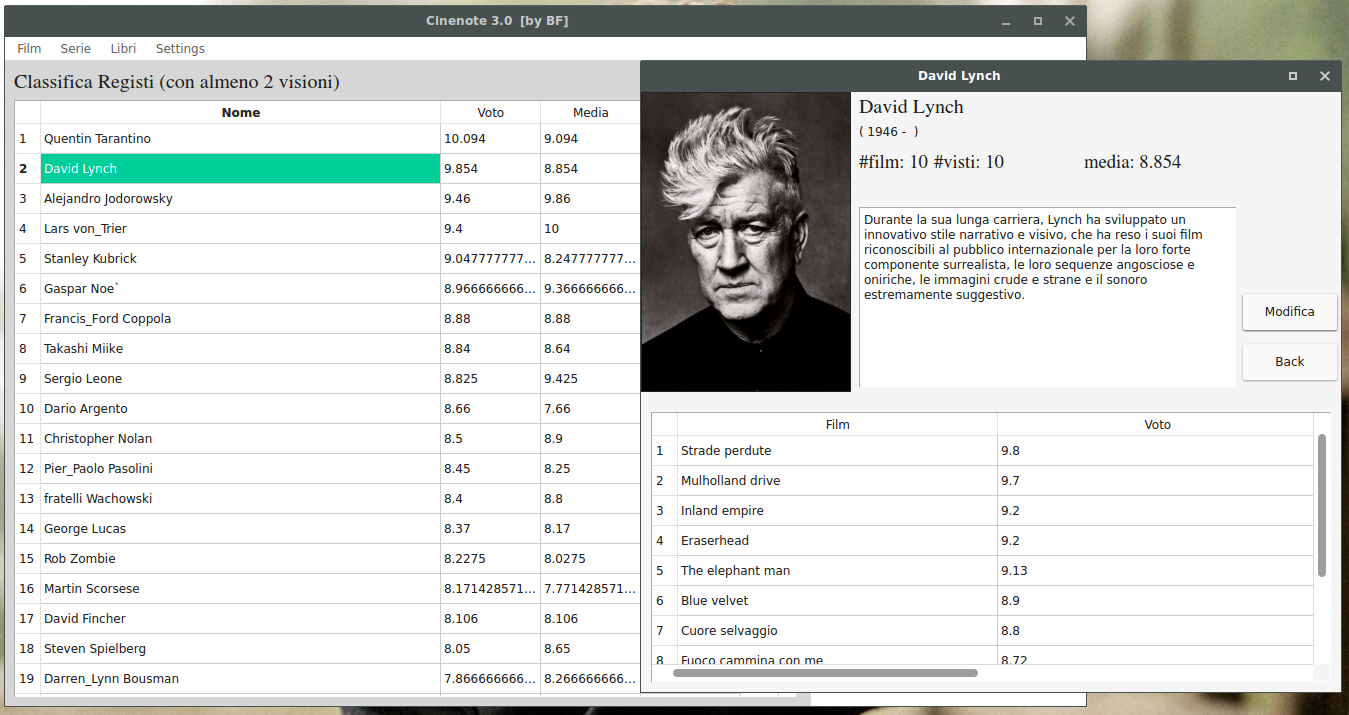 Cinenote 3.0 [by BF]
Film Serie Libri Settings
Classifica Registi (con almeno 2 visioni)
Nome Voto Media
1 Quentin Tarantino 10.094 9.094
2 David Lynch 9.854 8.854
3 Alejandro Jodorowsky 9.46 9.86
4 Lars von_Trier 9.4 10
5 Stanley Kubrick 9.047777777... 8.247777777...
6 Gaspar Noe` 8.966666666... 9.366666666...
7 Francis_Ford Coppola 8.88 8.88
8 Takashi Miike 8.84 8.64
9 Sergio Leone 8.825 9.425
10 Dario Argento 8.66 7.66
11 Christopher Nolan 8.5 8.9
12 Pier_Paolo Pasolini 8.45 8.25
13 fratelli Wachowski 8.4 8.8
14 George Lucas 8.37 8.17
15 Rob Zombie 8.2275 8.0275
16 Martin Scorsese 8.171428571... 7.771428571...
17 David Fincher 8.106 8.106
18 Steven Spielberg 8.05 8.65
19 Darren_Lynn Bousman 7.866666666... 8.266666666...
David Lynch
David Lynch
( 1946 - )
#film: 10 #visti: 10 media: 8.854
Durante la sua lunga carriera, Lynch ha sviluppato un
innovativo stile narrativo e visivo, che ha reso i suoi film
riconoscibili al pubblico internazionale per la loro forte
componente surrealista, le loro sequenze angosciose e
oniriche, le immagini crude e strane e il sonoro
estremamente suggestivo.
Modifica
Back
Film Voto
1 Strade perdute 9.8
2 Mulholland drive 9.7
3 Inland empire 9.2
4 Eraserhead 9.2
5 The elephant man 9.13
6 Blue velvet 8.9
7 Cuore selvaggio 8.8
8 Fuoco cammina con me 8.72